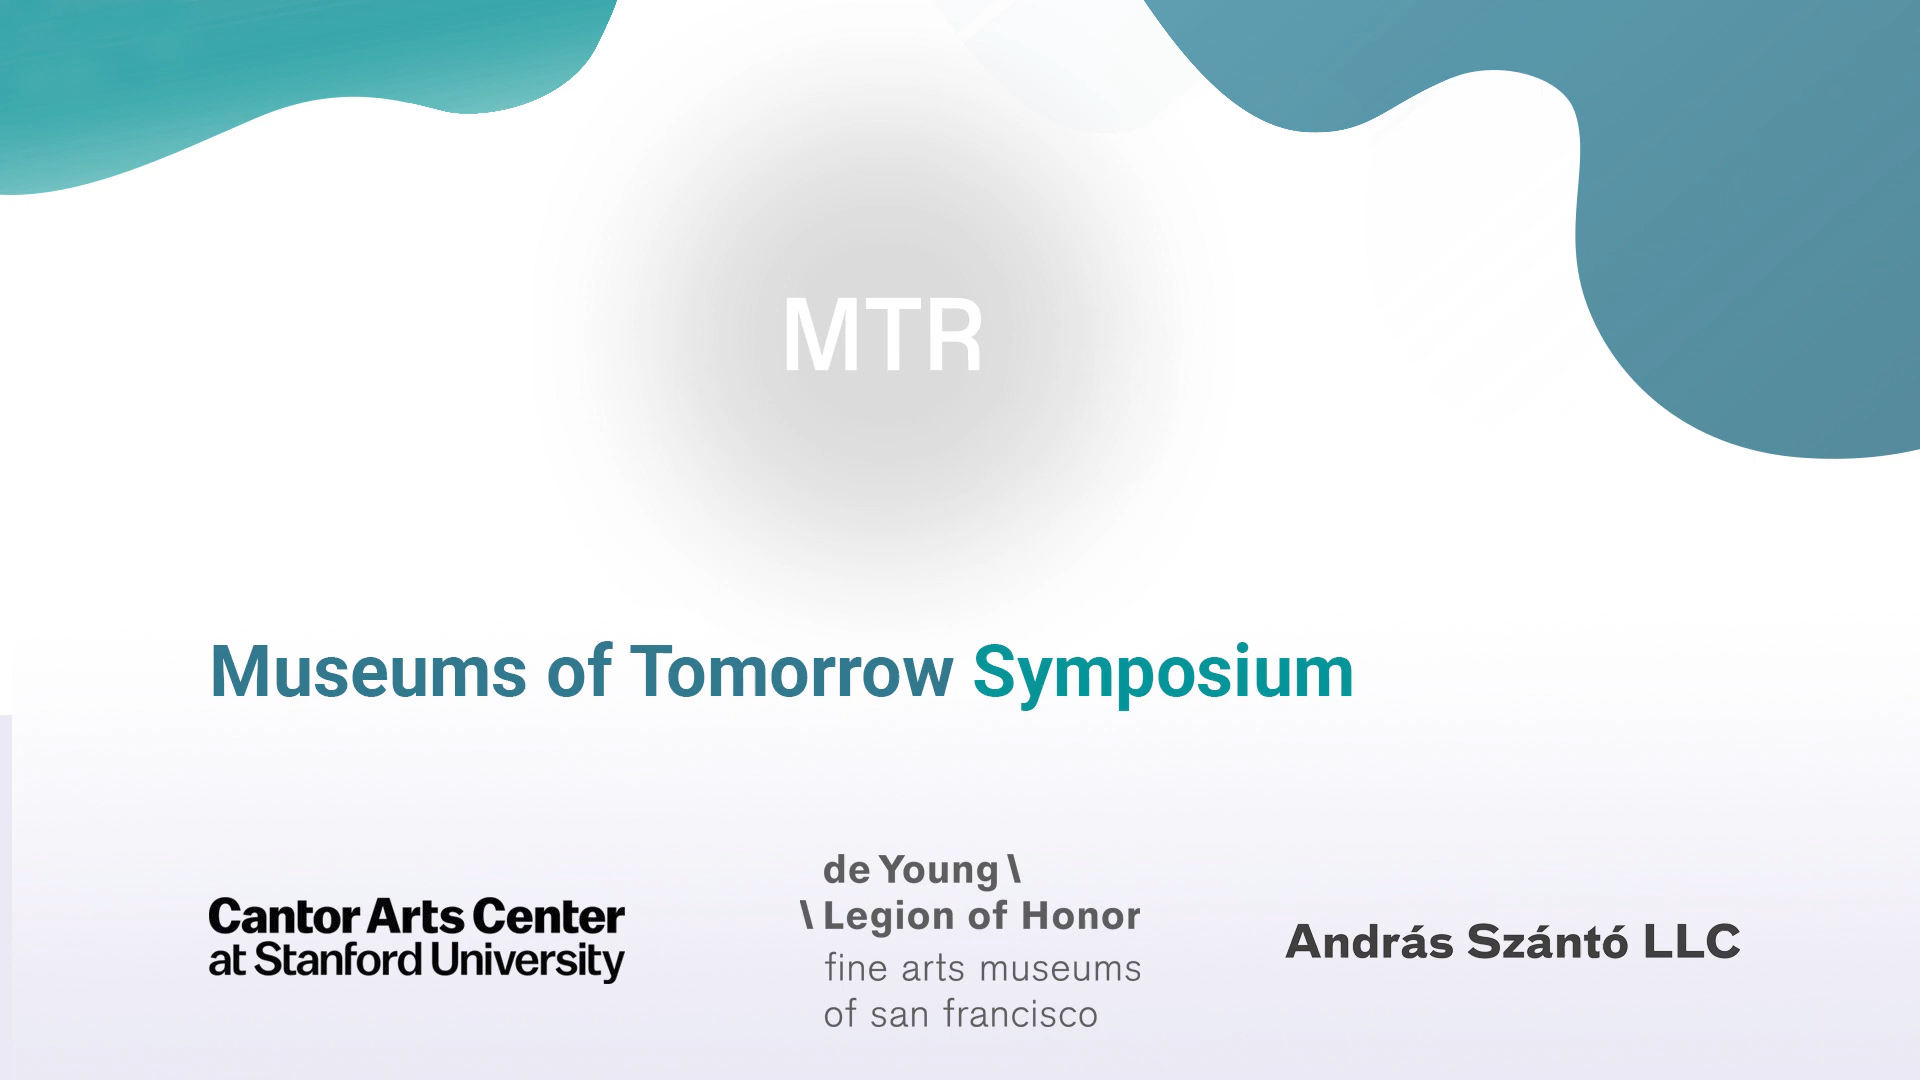 MTR
Museums of Tomorrow Symposium
Cantor Arts Center
at Stanford University
de Young \
\ Legion of Honor
fine arts museums
of san francisco
András Szántó LLC